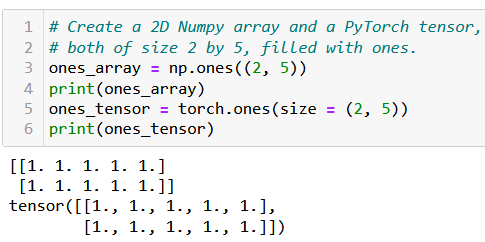 1 # Create a 2D Numpy array and a PyTorch tensor,
2 # both of size 2 by 5, filled with ones.
3 ones_array = np.ones((2, 5))
4 print(ones_array)
5 ones_tensor = torch.ones(size = (2, 5))
6 print(ones_tensor)
[[1. 1. 1. 1. 1.]
 [1. 1. 1. 1. 1.]]
tensor([[1., 1., 1., 1., 1.],
        [1., 1., 1., 1., 1.]])